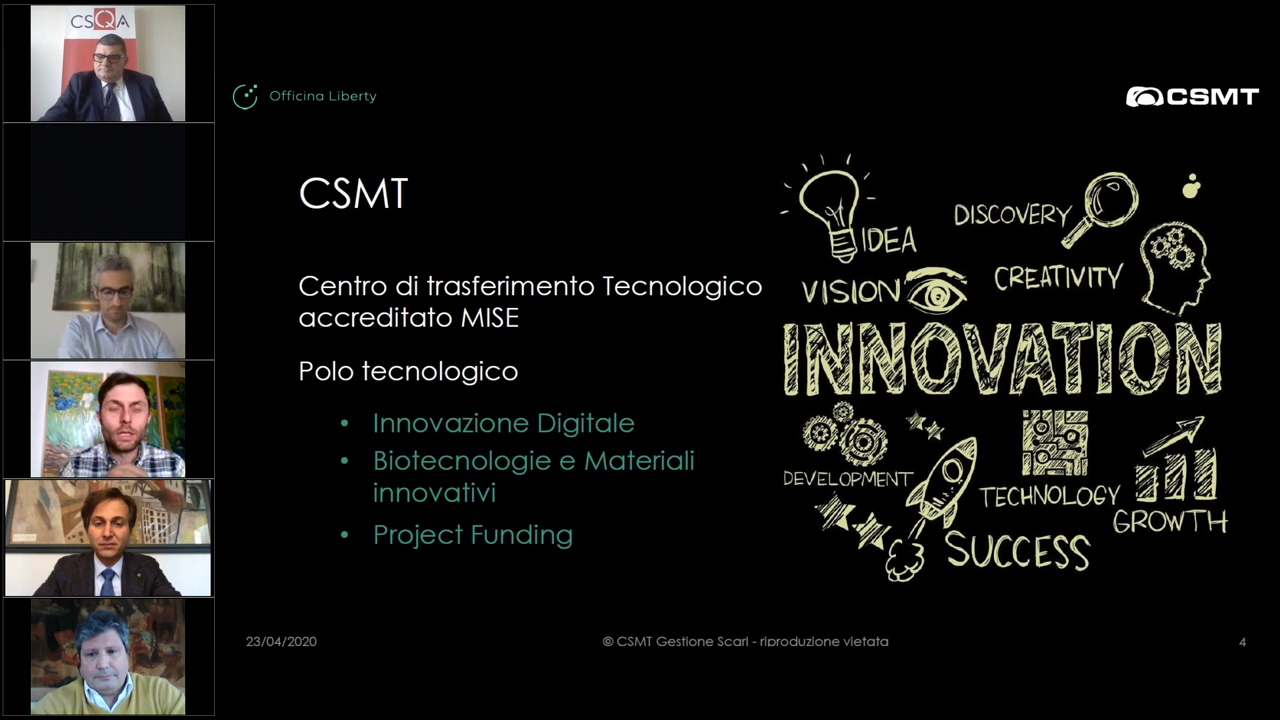 CSQA
Officina Liberty
CSMT
CSMT
Centro di trasferimento Tecnologico
accreditato MISE
Polo tecnologico
• Innovazione Digitale
• Biotecnologie e Materiali
innovativi
• Project Funding
IDEA
DISCOVERY
VISION
CREATIVITY
INNOVATION
DEVELOPMENT
TECHNOLOGY
GROWTH
SUCCESS
23/04/2020
© CSMT Gestione Scarl - riproduzione vietata
4